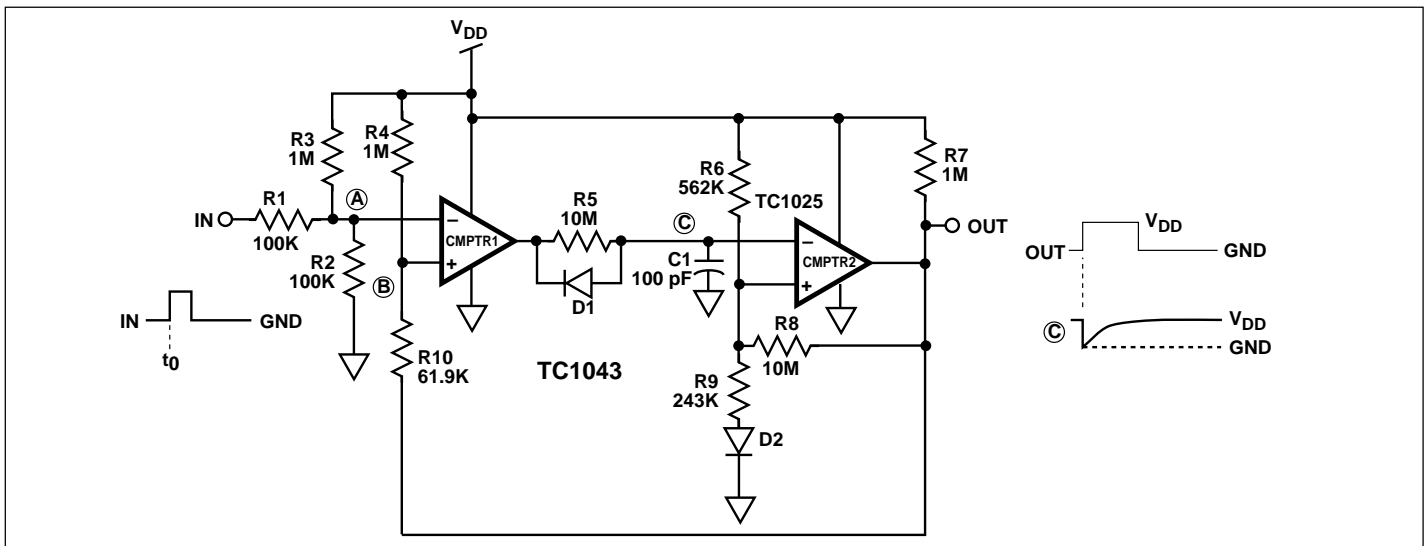 VDD
R3
1M
R4
1M
R6
562K
TC1025
R7
1M
A
R5
10M
IN
R1
100K
CMPTR1
−
+
C
−
+
CMPTR2
OUT
R2
100K
B
C1
100 pF
D1
OUT
VDD
GND
IN
GND
t0
R10
61.9K
TC1043
R8
10M
R9
243K
D2
C
VDD
GND